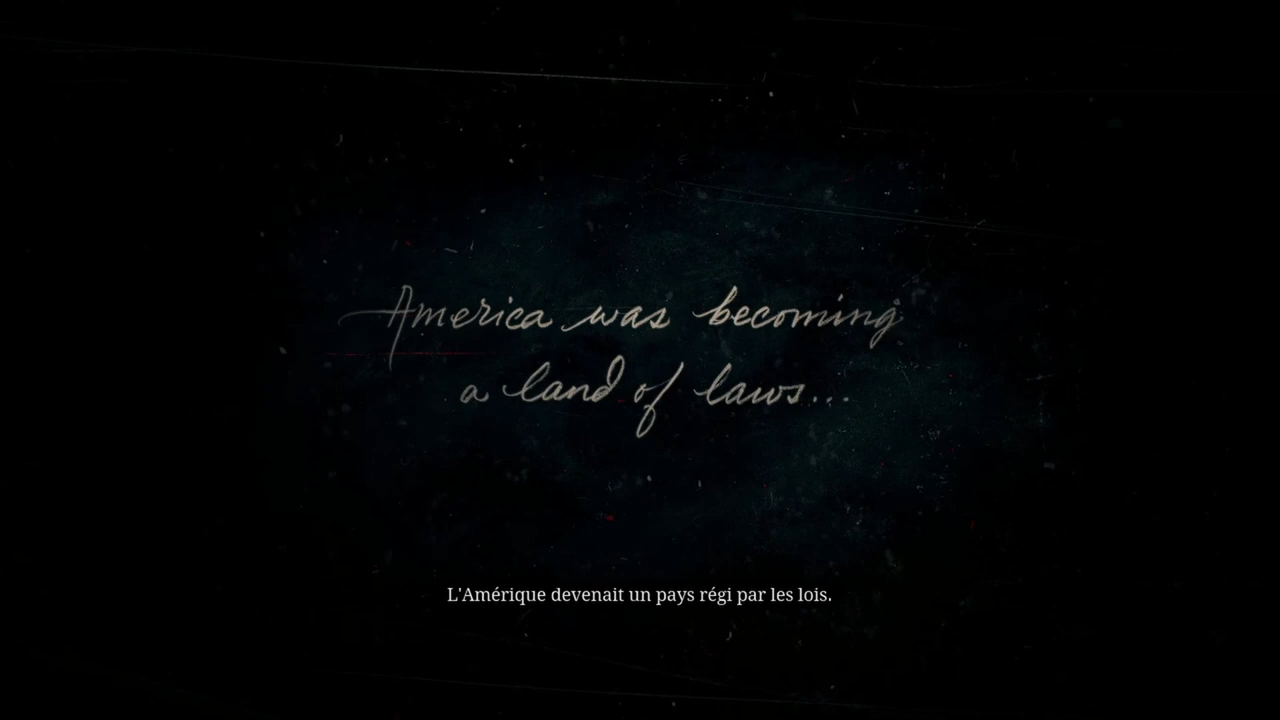 America was becoming
a land of laws...
L'Amérique devenait un pays régi par les lois.